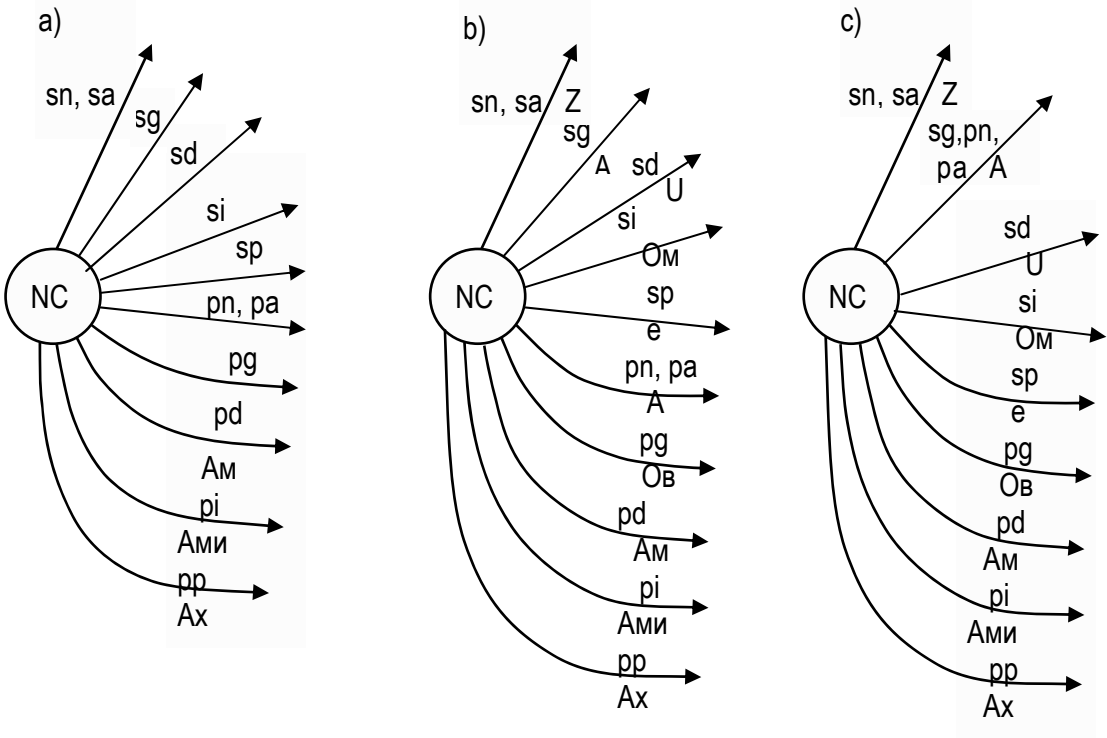 a)
sn, sa
sg
sd
si
sp
NC
pn, pa
pg
pd
Ам
pi
Ами
pp
Ах
b)
sn, sa Z
sg
А
sd
U
si
Ом
NC
sp
е
pn, pa
А
pg
Ов
pd
Ам
pi
Ами
pp
Ах
c)
sn, sa Z
sg,pn,
pa А
sd
U
si
Ом
NC
sp
е
pg
Ов
pd
Ам
pi
Ами
pp
Ах